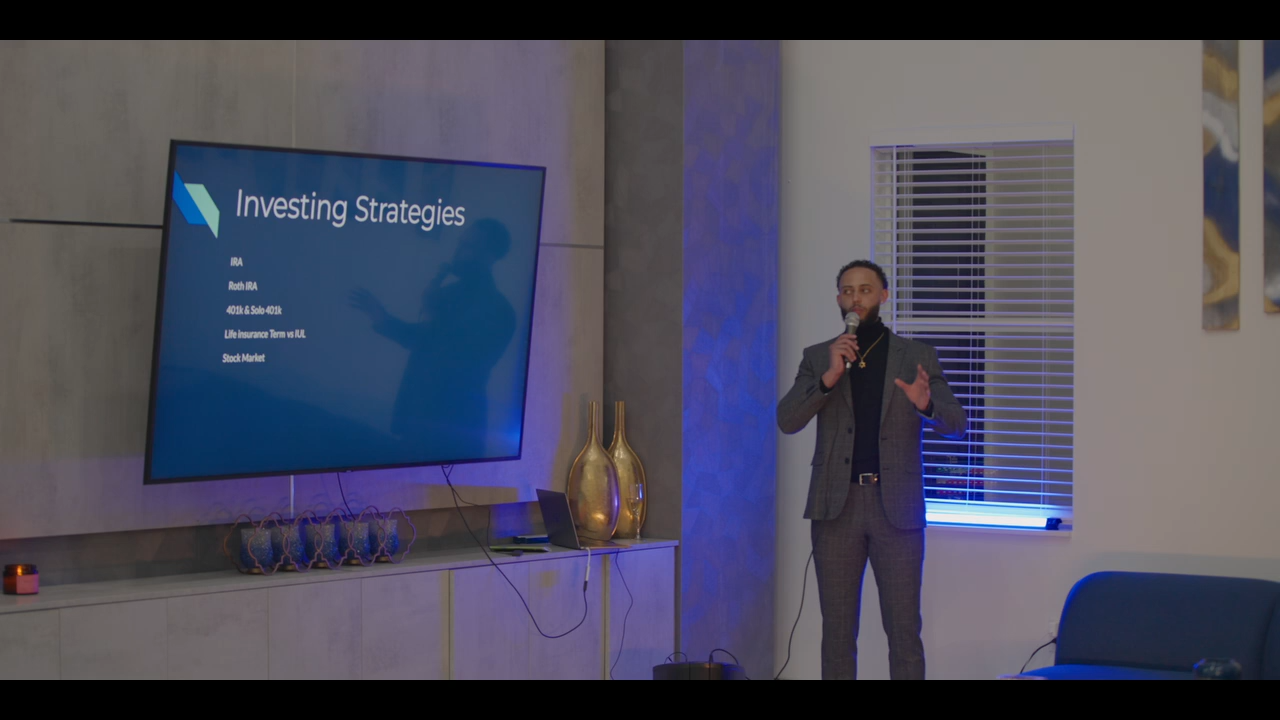 Investing Strategies
IRA
Roth IRA
401k & Solo 401k
Life insurance Term vs IUL
Stock Market